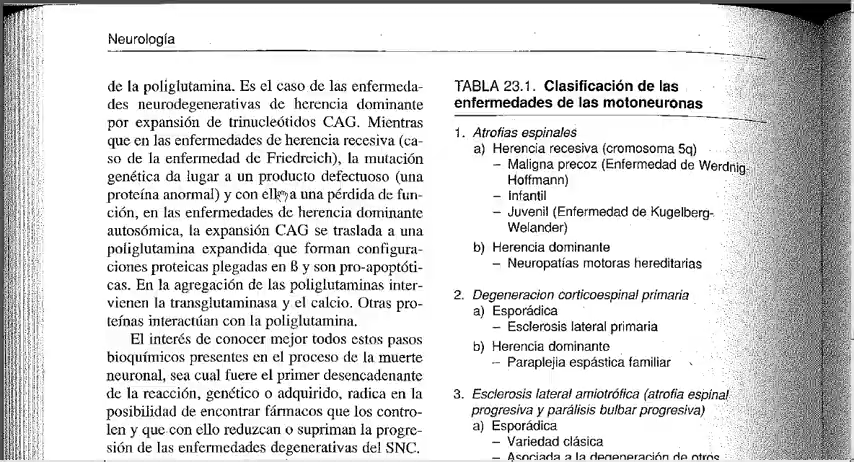 Neurología
de la poliglutamina. Es el caso de las enfermeda-
des neurodegenerativas de herencia dominante
por expansión de trinucleótidos CAG. Mientras
que en las enfermedades de herencia recesiva (ca-
so de la enfermedad de Friedreich), la mutación
genética da lugar a un producto defectuoso (una
proteína anormal) y con ello a una pérdida de fun-
ción, en las enfermedades de herencia dominante
autosómica, la expansión CAG se traslada a una
poliglutamina expandida que forman configura-
ciones proteicas plegadas en ß y son pro-apoptóti-
cas. En la agregación de las poliglutaminas inter-
vienen la transglutaminasa y el calcio. Otras pro-
teínas interactúan con la poliglutamina.
El interés de conocer mejor todos estos pasos
bioquímicos presentes en el proceso de la muerte
neuronal, sea cual fuere el primer desencadenante
de la reacción, genético o adquirido, radica en la
posibilidad de encontrar fármacos que los contro-
len y que con ello reduzcan o supriman la progre-
sión de las enfermedades degenerativas del SNC.
TABLA 23.1. Clasificación de las
enfermedades de las motoneuronas
1. Atrofias espinales
a) Herencia recesiva (cromosoma 5q)
– Maligna precoz (Enfermedad de Werdnig-
Hoffmann)
– Infantil
– Juvenil (Enfermedad de Kugelberg-
Welander)
b) Herencia dominante
– Neuropatías motoras hereditarias
2. Degeneracion corticoespinal primaria
a) Esporádica
– Esclerosis lateral primaria
b) Herencia dominante
– Paraplejia espástica familiar
3. Esclerosis lateral amiotrófica (atrofia espinal
progresiva y parálisis bulbar progresiva)
a) Esporádica
– Variedad clásica
– Asociada a la degeneración de otros